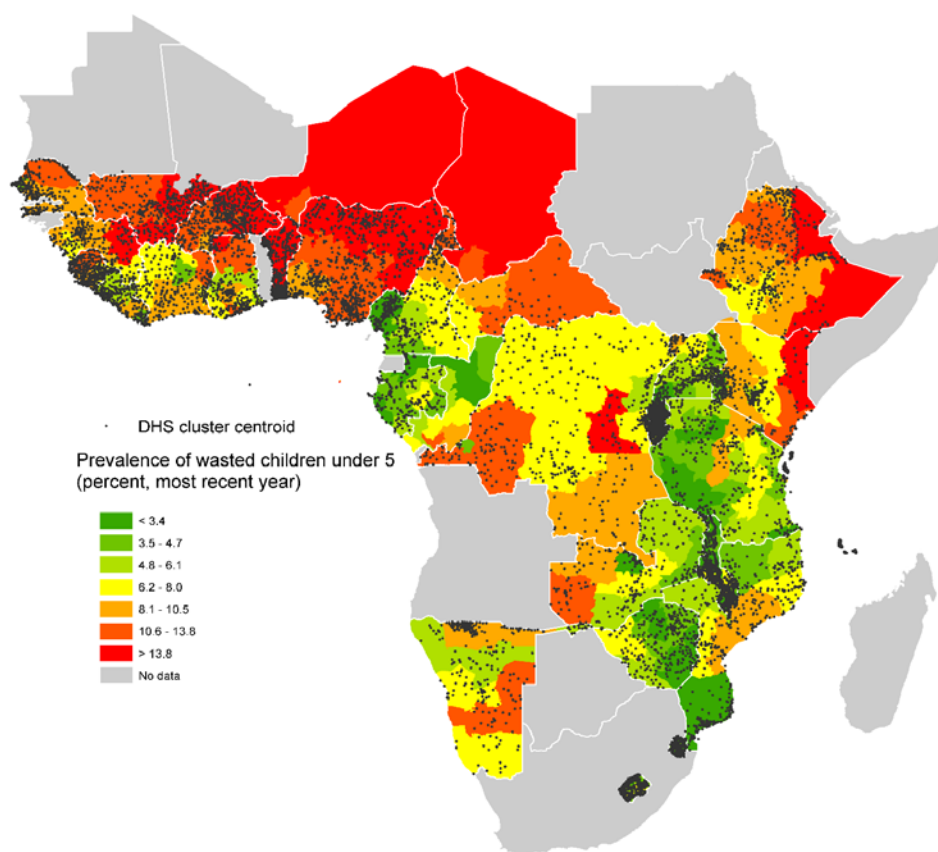 DHS cluster centroid
Prevalence of wasted children under 5
(percent, most recent year)
< 3.4
3.5 - 4.7
4.8 - 6.1
6.2 - 8.0
8.1 - 10.5
10.6 - 13.8
> 13.8
No data